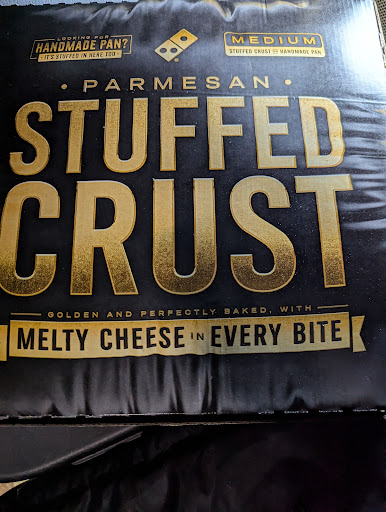 LOOKING FOR
HANDMADE PAN?
IT'S STUFFED IN HERE TOO
MEDIUM
STUFFED CRUST OR HANDMADE PAN
• PARMESAN •
STUFFED
CRUST
GOLDEN AND PERFECTLY BAKED, WITH
MELTY CHEESE IN EVERY BITE